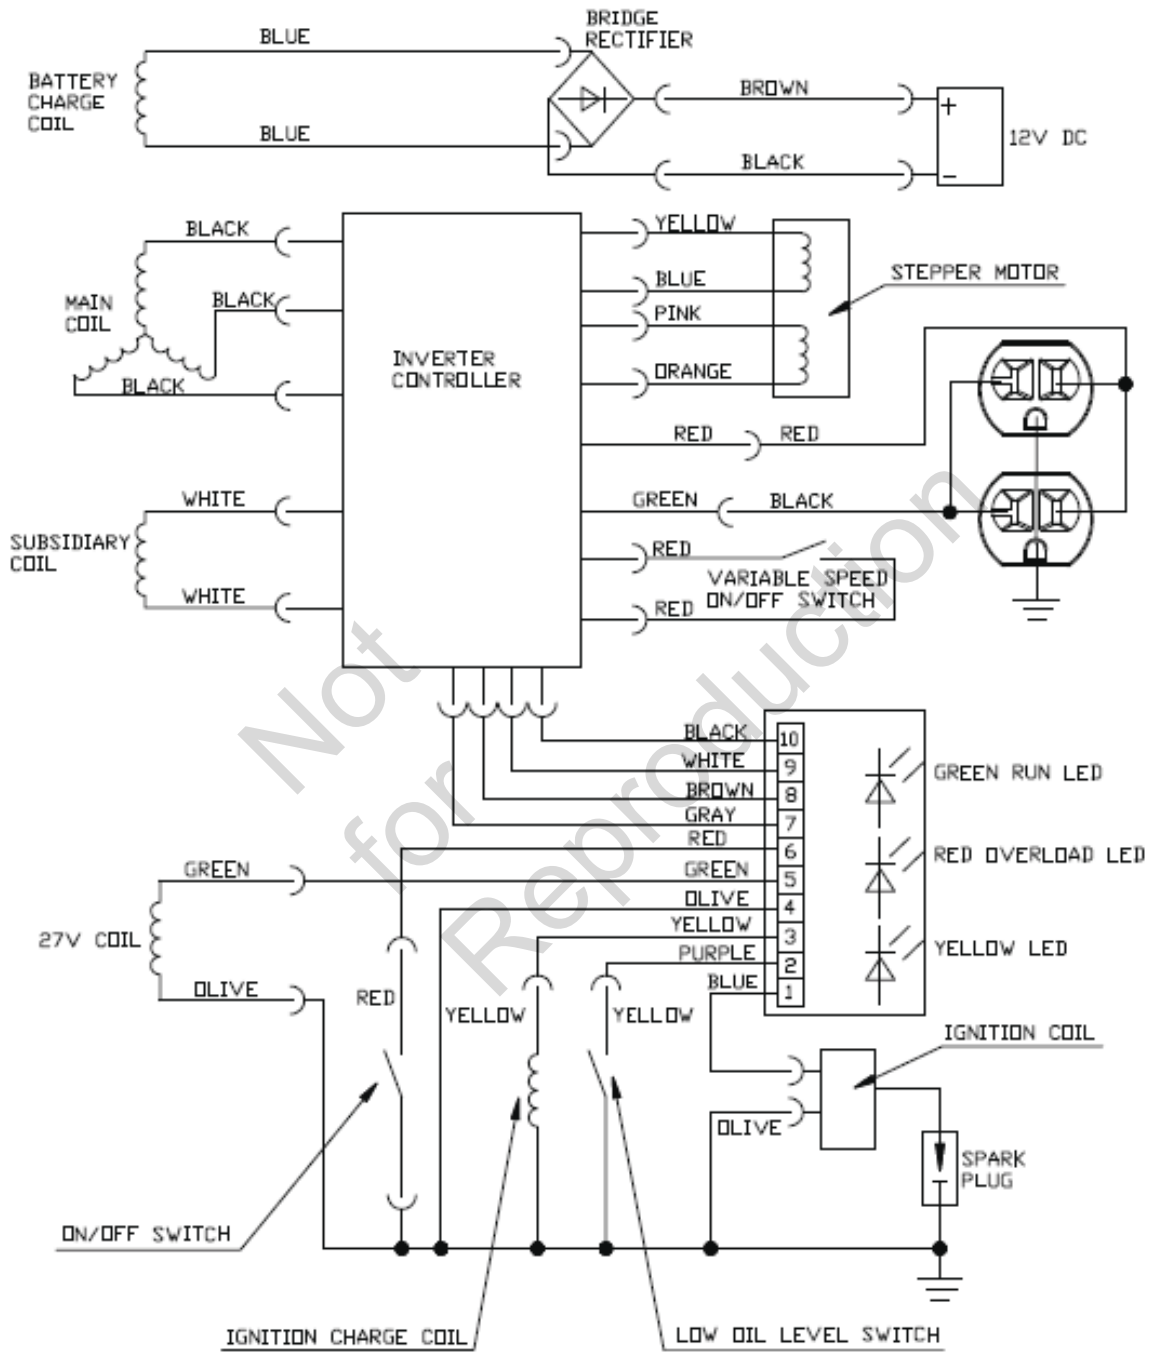 BRIDGE
RECTIFIER
BLUE
BATTERY
CHARGE
COIL
BLUE
BROWN
+
12V DC
BLACK
-
BLACK
MAIN
COIL
BLACK
BLACK
INVERTER
CONTROLLER
YELLOW
BLUE
PINK
ORANGE
STEPPER MOTOR
RED
RED
WHITE
SUBSIDIARY
COIL
WHITE
GREEN
BLACK
RED
VARIABLE SPEED
ON/OFF SWITCH
RED
Not
for
Reproduction
BLACK
10
WHITE
9
BROWN
8
GRAY
7
RED
6
GREEN
5
OLIVE
4
YELLOW
3
PURPLE
2
BLUE
1
GREEN RUN LED
RED OVERLOAD LED
YELLOW LED
GREEN
27V COIL
OLIVE
RED
YELLOW
YELLOW
IGNITION COIL
OLIVE
SPARK
PLUG
ON/OFF SWITCH
IGNITION CHARGE COIL
LOW OIL LEVEL SWITCH